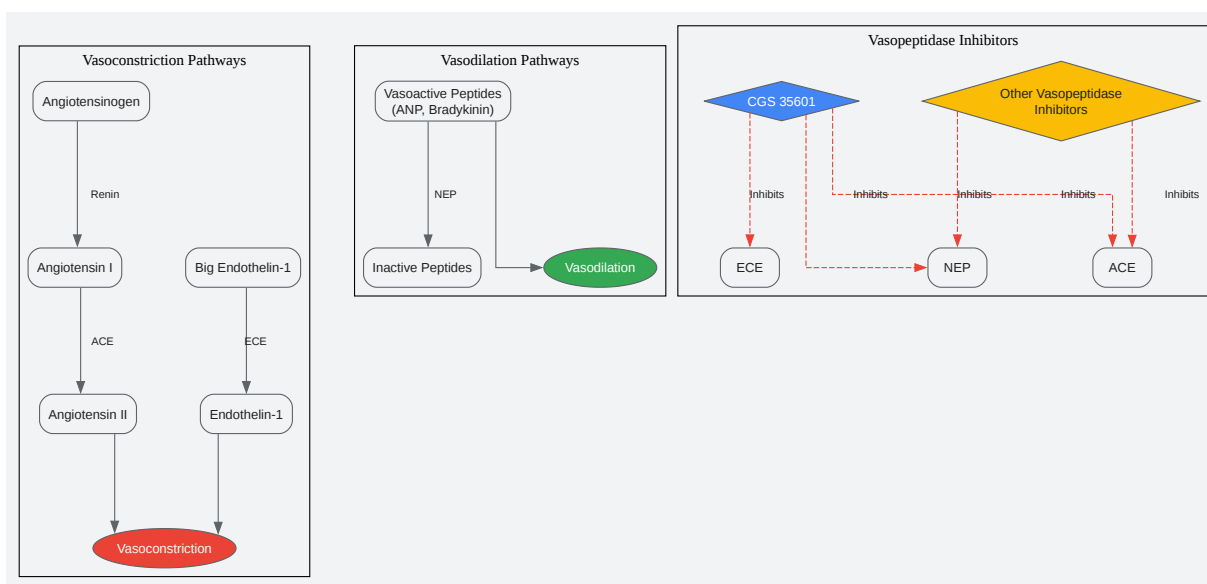 Vasoconstriction Pathways
Angiotensinogen
Renin
Angiotensin I
Big Endothelin-1
ACE
ECE
Angiotensin II
Endothelin-1
Vasoconstriction
Vasodilation Pathways
Vasoactive Peptides
(ANP, Bradykinin)
NEP
Inactive Peptides
Vasodilation
Vasopeptidase Inhibitors
CGS 35601
Other Vasopeptidase
Inhibitors
Inhibits
Inhibits
Inhibits
Inhibits
Inhibits
ECE
NEP
ACE